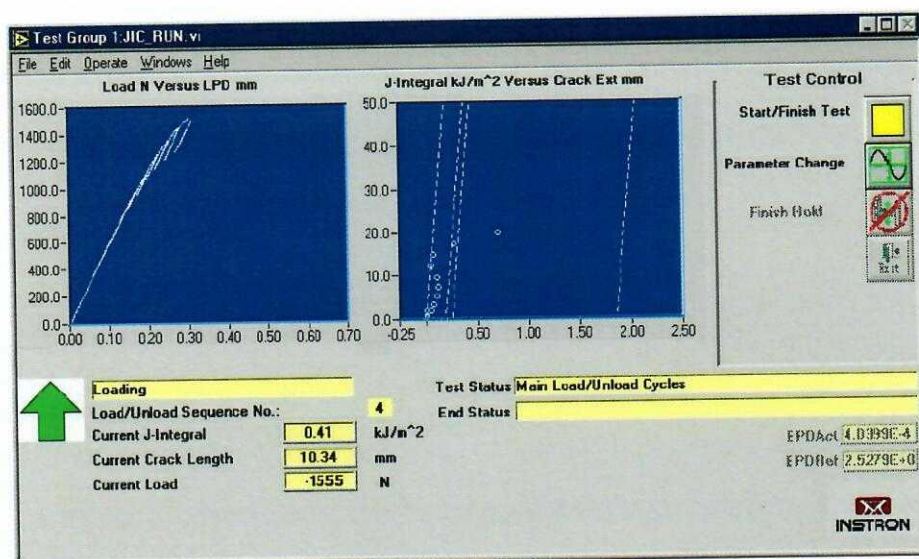 Test Group 1:JIC_RUN.vi
File Edit Operate Windows Help
Load N Versus LPD mm
1600.0-
1400.0-
1200.0-
1000.0-
800.0-
600.0-
400.0-
200.0-
0.0-
0.00 0.10 0.20 0.30 0.40 0.50 0.60 0.70
J-Integral kJ/m^2 Versus Crack Ext mm
50.0-
40.0-
30.0-
20.0-
10.0-
0.0-
-0.25 0.50 1.00 1.50 2.00 2.50
Test Control
Start/Finish Test
Parameter Change
Finish Hold
Exit
Loading
Load/Unload Sequence No.: 4
Current J-Integral 0.41 kJ/m^2
Current Crack Length 10.34 mm
Current Load -1555 N
Test Status Main Load/Unload Cycles
End Status
EPDAct 4.0399E-4
EPDRef 2.5279E+0
INSTRON